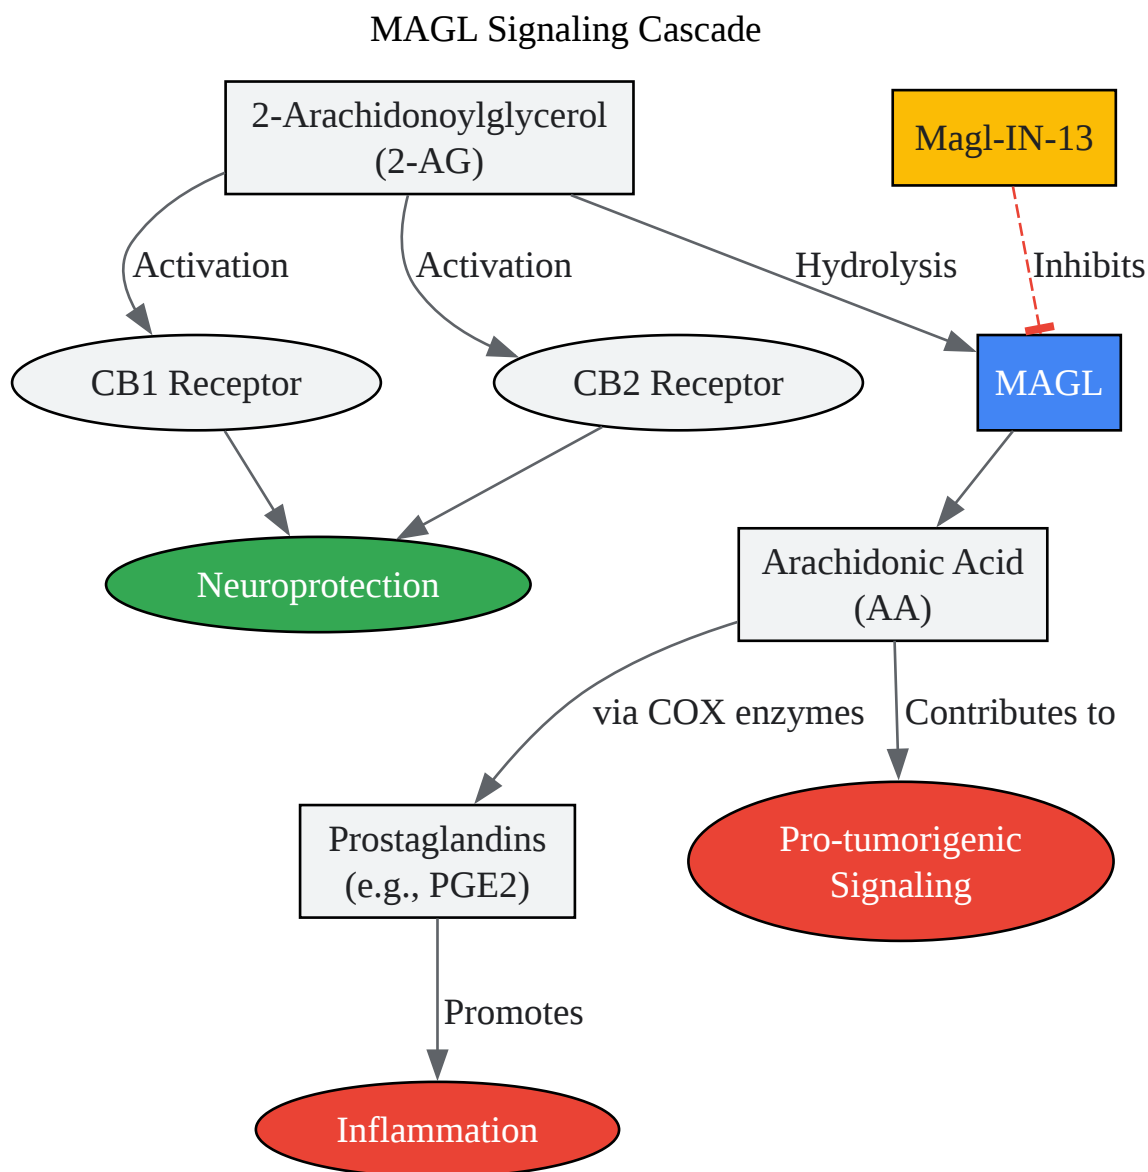 MAGL Signaling Cascade
2-Arachidonoylglycerol
(2-AG)
Magl-IN-13
Activation
Activation
Hydrolysis
Inhibits
CB1 Receptor
CB2 Receptor
MAGL
Neuroprotection
Arachidonic Acid
(AA)
via COX enzymes
Contributes to
Prostaglandins
(e.g., PGE2)
Pro-tumorigenic
Signaling
Promotes
Inflammation